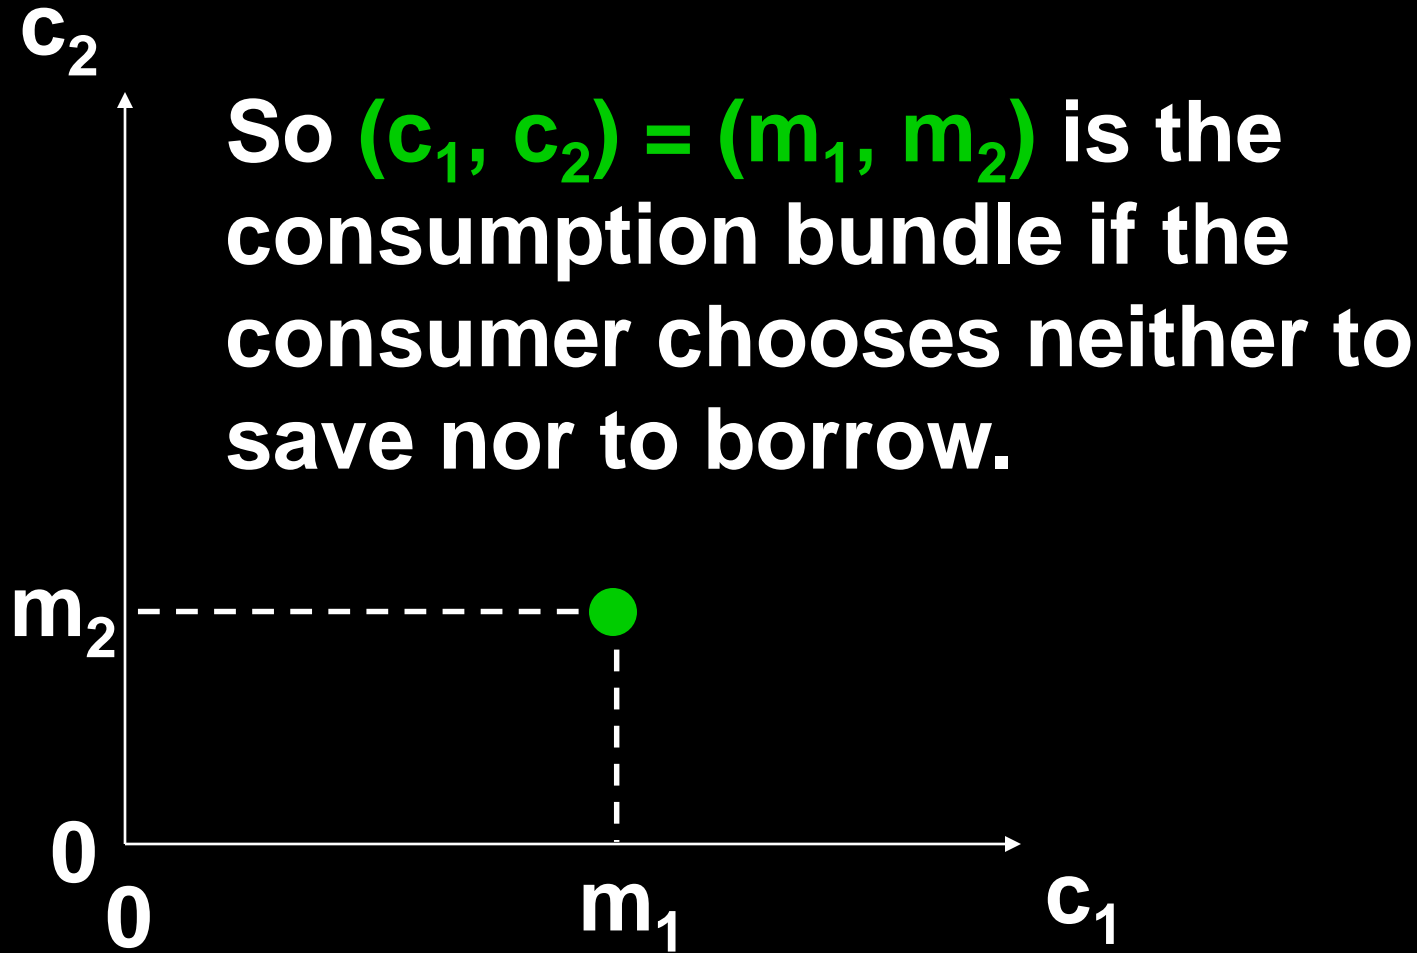 c₂
So (c₁, c₂) = (m₁, m₂) is the
consumption bundle if the
consumer chooses neither to
save nor to borrow.
m₂
0
0
m₁
c₁